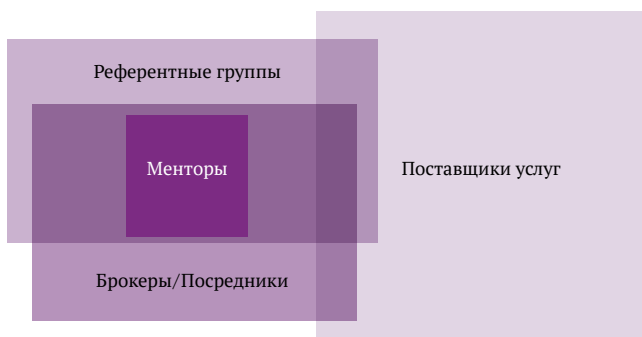 Референтные группы
Менторы
Поставщики услуг
Брокеры/Посредники